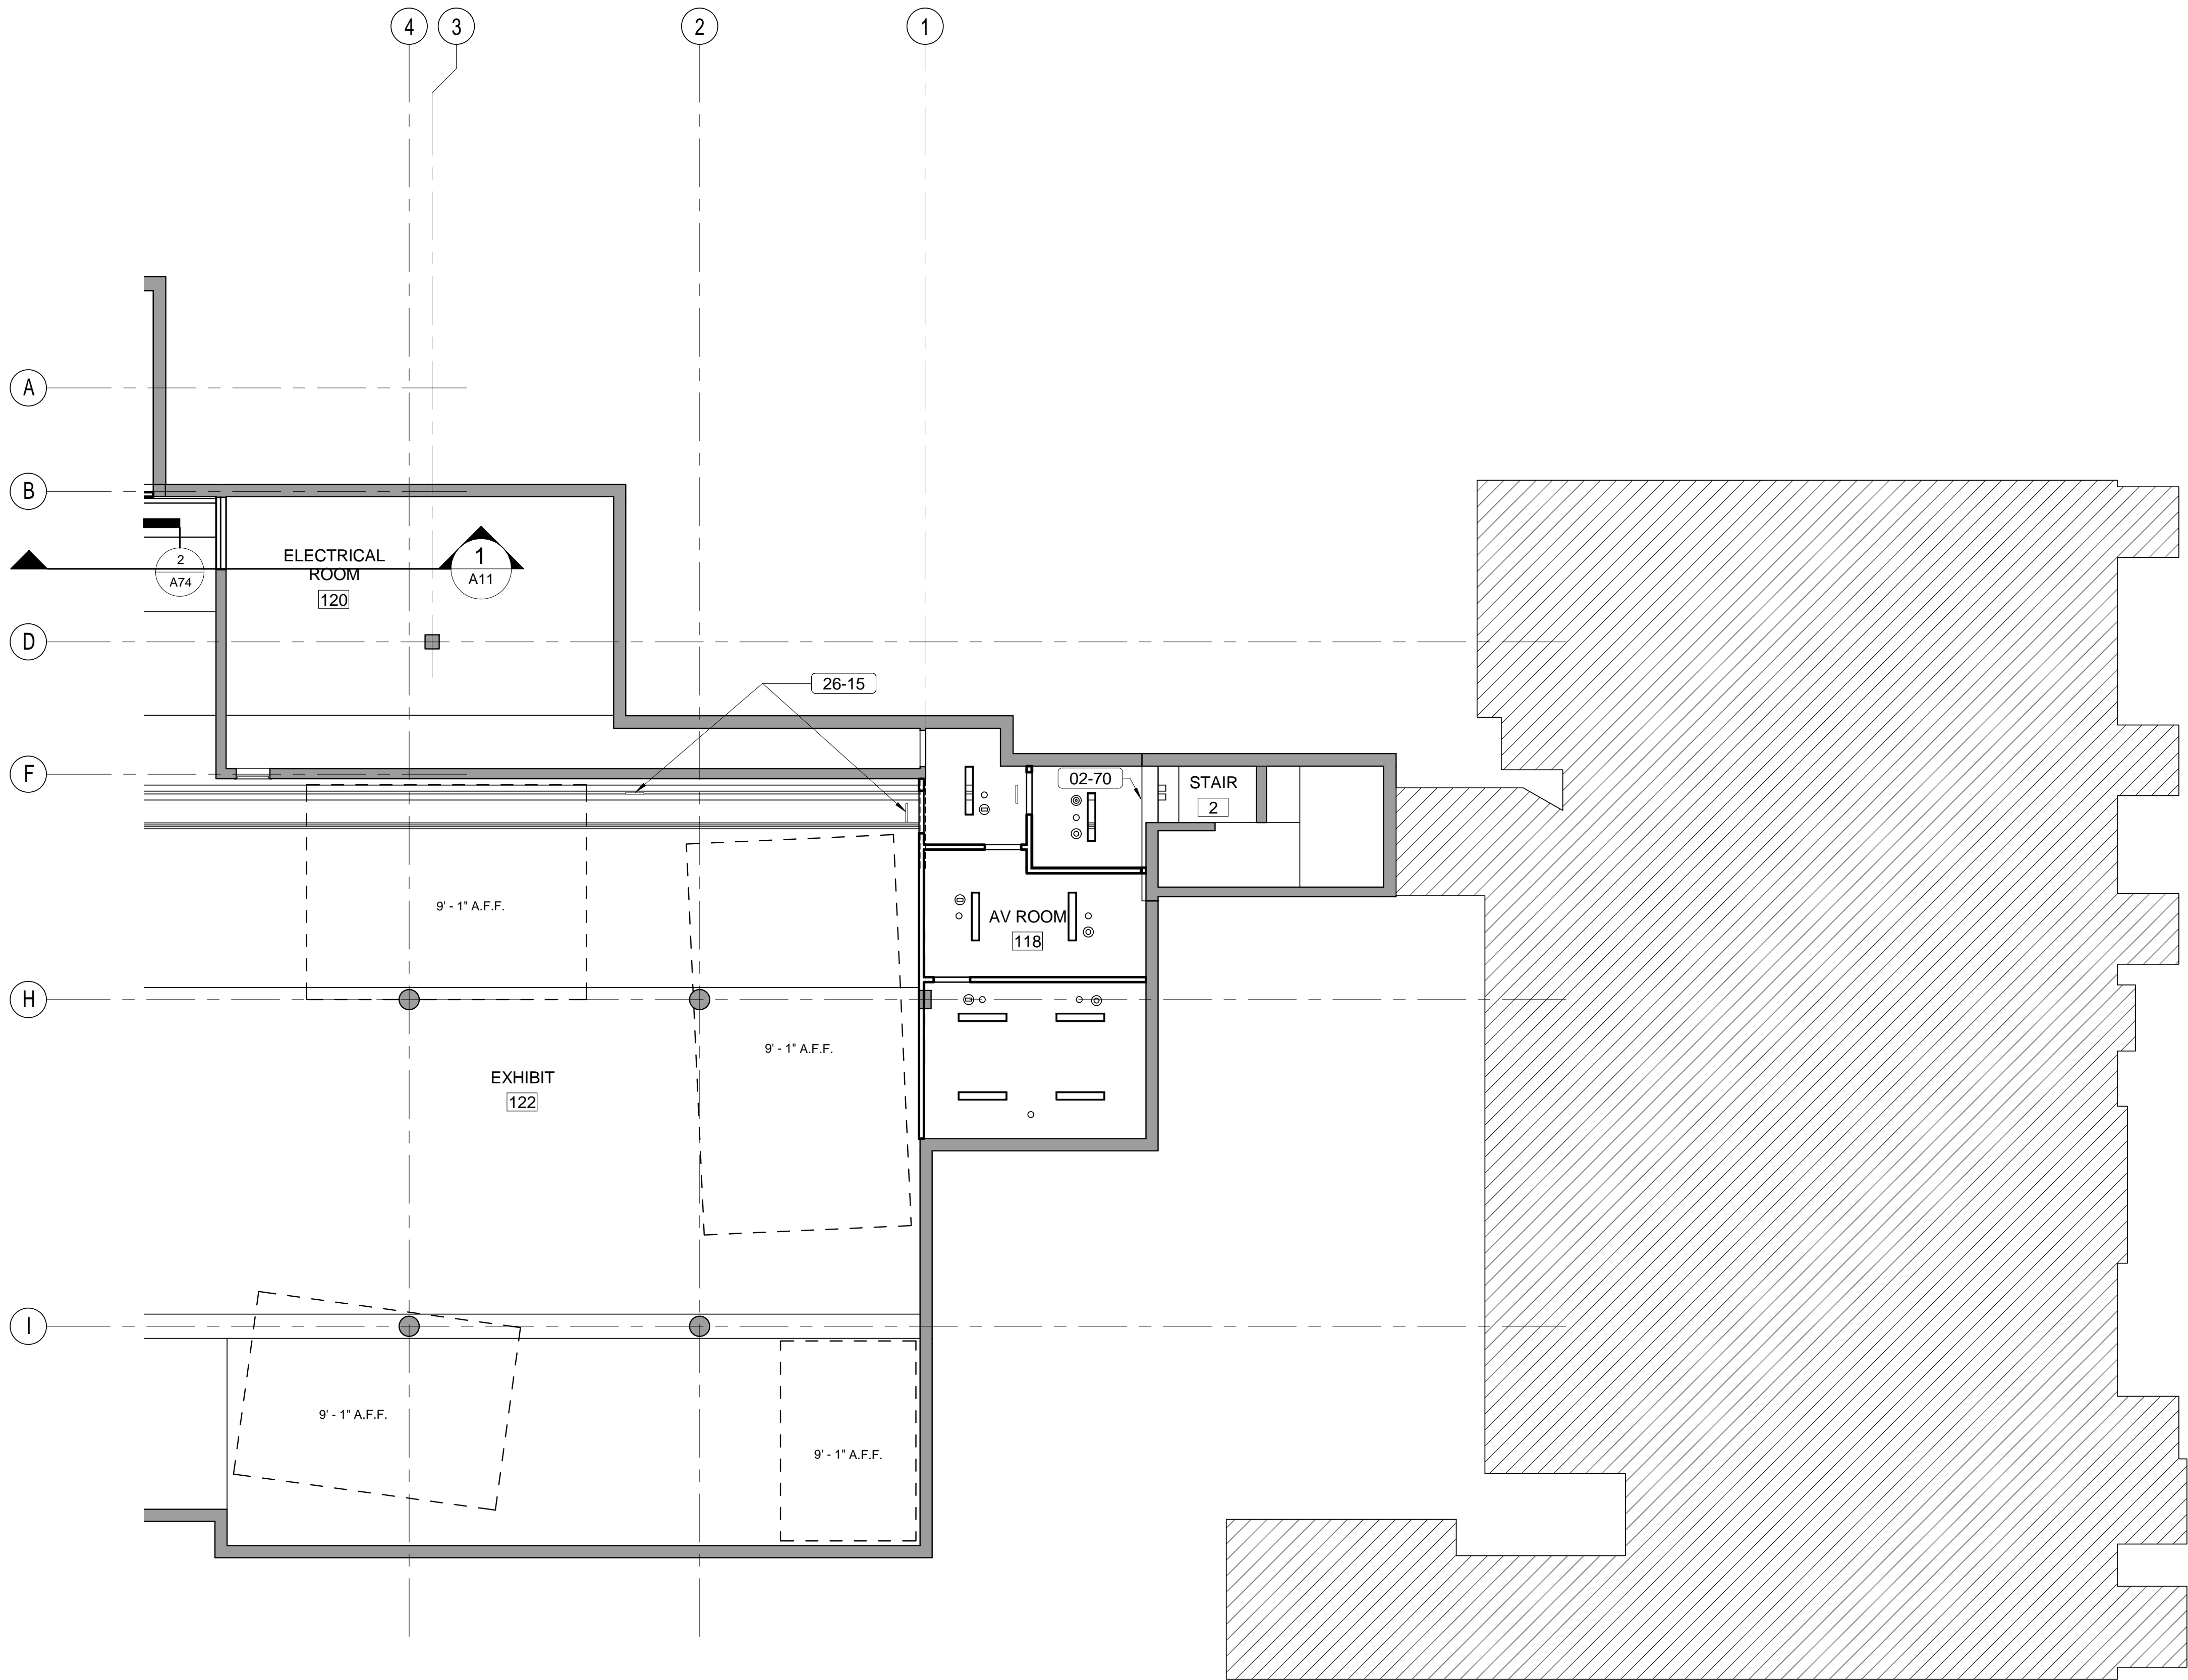 4
3
2
1
A
B
2
A74
ELECTRICAL
ROOM
120
1
A11
D
26-15
F
02-70
STAIR
2
9' - 1" A.F.F.
AV ROOM
118
H
9' - 1" A.F.F.
EXHIBIT
122
I
9' - 1" A.F.F.
9' - 1" A.F.F.